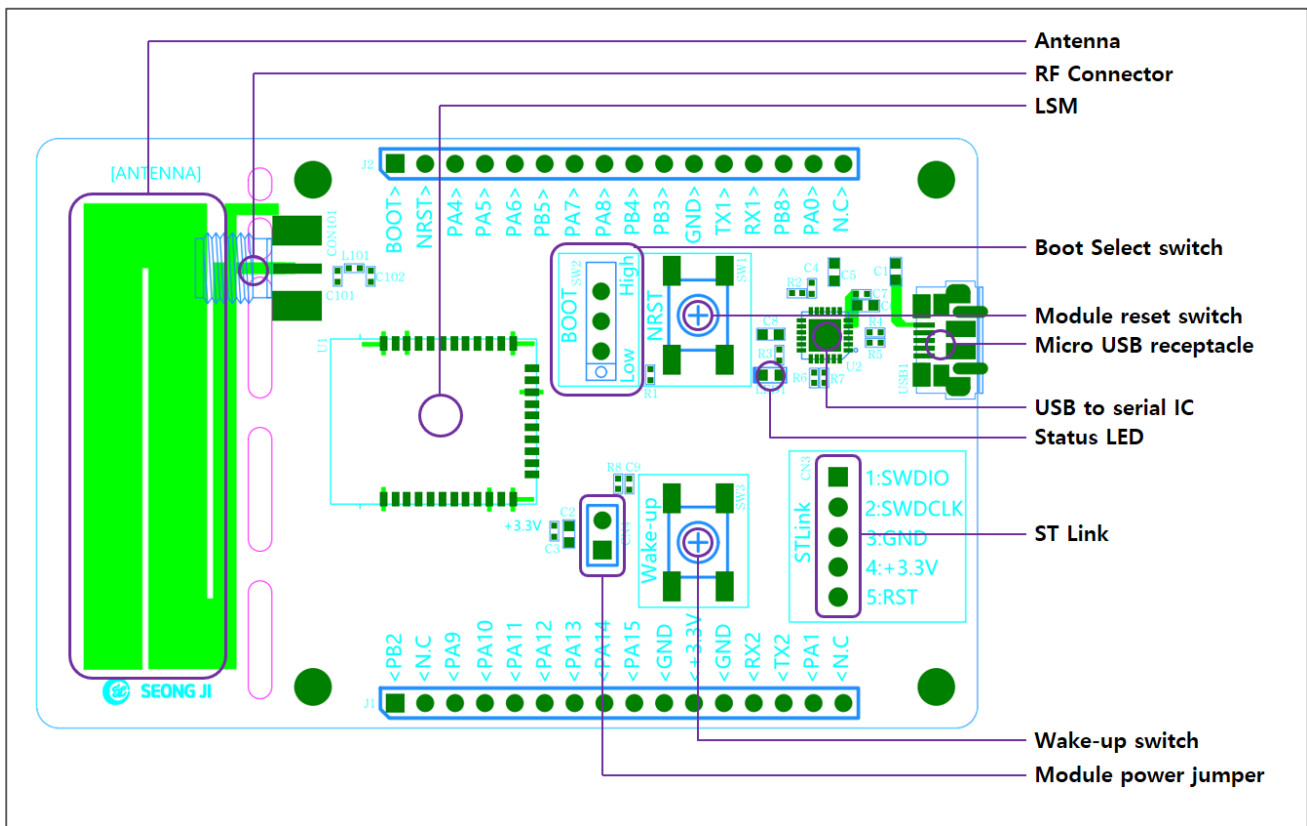 Antenna
RF Connector
LSM
[ANTENNA]
J2
BOOT>
NRST>
PA4>
PA5>
PA6>
PB5>
PA7>
PA8>
PB4>
PB3>
GND>
TX1>
RX1>
PB8>
PA0>
N.C>
Boot Select switch
CON101
L101
C102
C101
SW2
BOOT
High
Low
SW1
NRST
R1
C4
R2
C5
C1
C7
C8
R4
R5
R3
R6
R7
U2
USB1
U1
Module reset switch
Micro USB receptacle
USB to serial IC
Status LED
R8
C9
C2
+3.3V
C3
SW3
Wake-up
CN3
STLink
1:SWDIO
2:SWDCLK
3:GND
4:+3.3V
5:RST
ST Link
<PB2
<N.C
<PA9
<PA10
<PA11
<PA12
<PA13
<PA14
<PA15
<GND
<+3.3V
<GND
<RX2
<TX2
<PA1
<N.C
SEONG JI
J1
Wake-up switch
Module power jumper